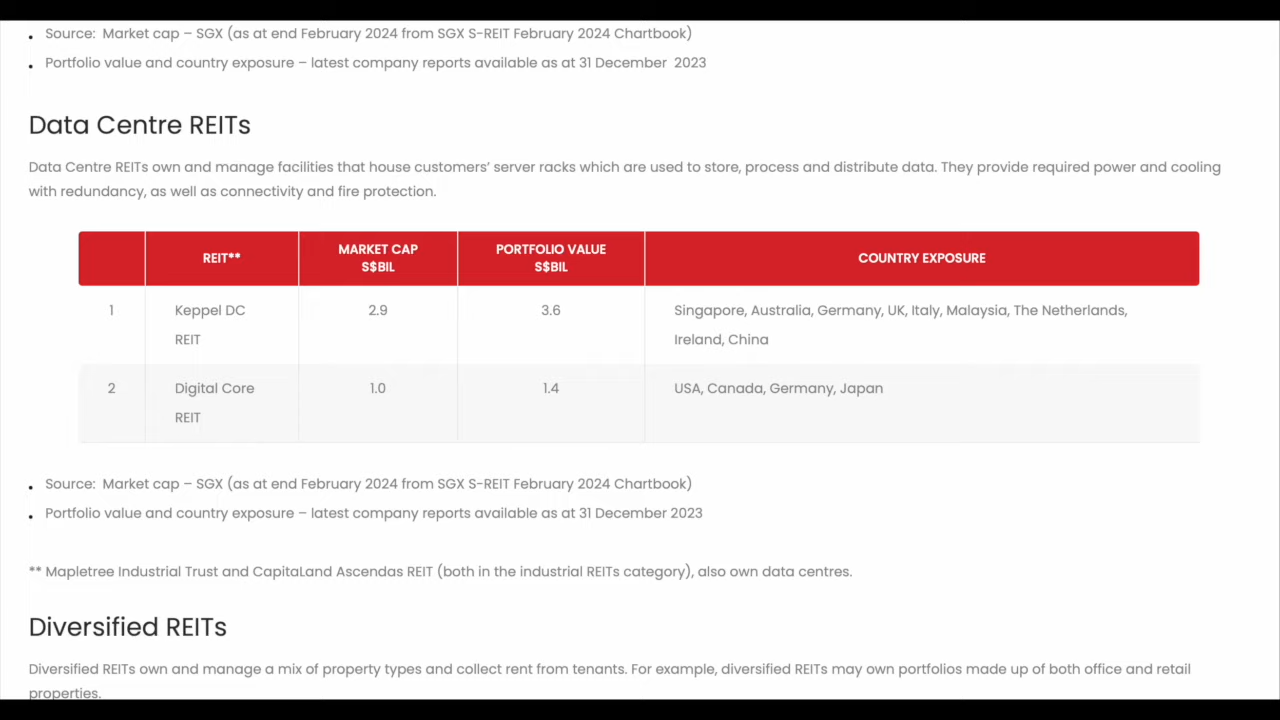 Source:  Market cap – SGX (as at end February 2024 from SGX S-REIT February 2024 Chartbook)
Portfolio value and country exposure – latest company reports available as at 31 December  2023
Data Centre REITs
Data Centre REITs own and manage facilities that house customers’ server racks which are used to store, process and distribute data. They provide required power and cooling
with redundancy, as well as connectivity and fire protection.
REIT**
MARKET CAP
S$BIL
PORTFOLIO VALUE
S$BIL
COUNTRY EXPOSURE
1
Keppel DC
REIT
2.9
3.6
Singapore, Australia, Germany, UK, Italy, Malaysia, The Netherlands,
Ireland, China
2
Digital Core
REIT
1.0
1.4
USA, Canada, Germany, Japan
Source:  Market cap – SGX (as at end February 2024 from SGX S-REIT February 2024 Chartbook)
Portfolio value and country exposure – latest company reports available as at 31 December 2023
** Mapletree Industrial Trust and CapitaLand Ascendas REIT (both in the industrial REITs category), also own data centres.
Diversified REITs
Diversified REITs own and manage a mix of property types and collect rent from tenants. For example, diversified REITs may own portfolios made up of both office and retail
properties.